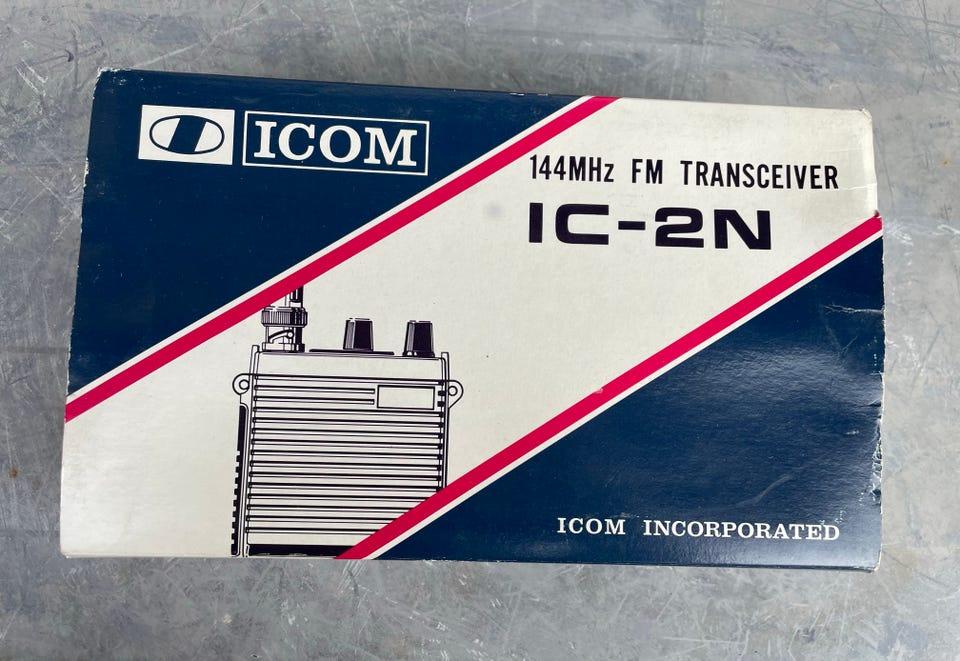 ICOM
144MHz FM TRANSCEIVER
IC-2N
ICOM INCORPORATED